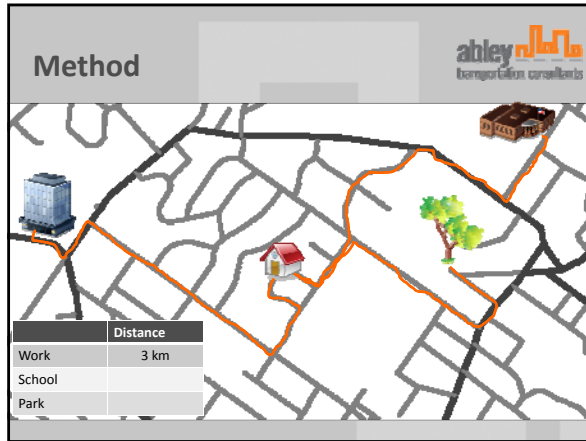 Method
abley
transportation consultants
Distance
Work 3 km
School
Park